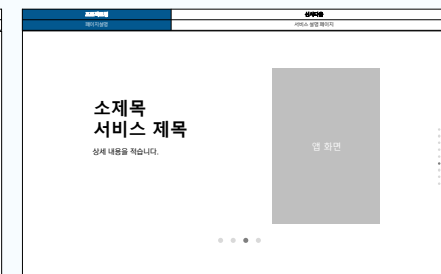 페이지설명
서비스 설명 페이지
소제목
서비스 제목
상세 내용을 적습니다.
앱 화면